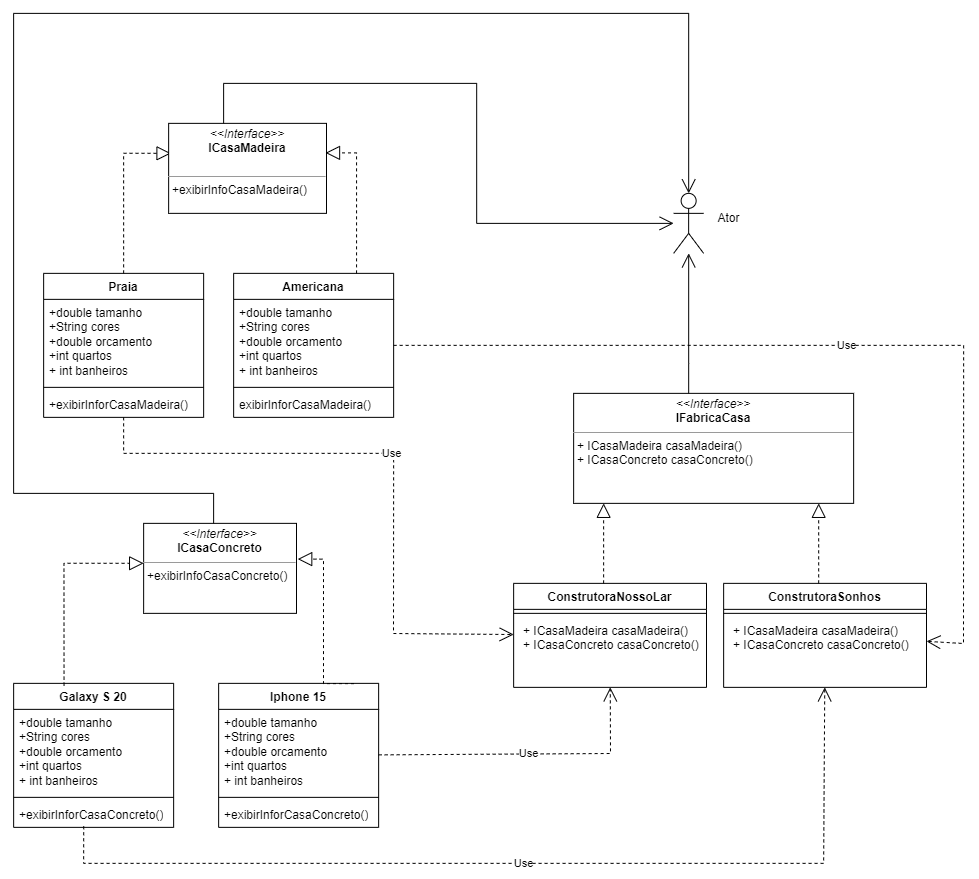 <<Interface>>
ICasaMadeira
+exibirInfoCasaMadeira()
Ator
Praia
+double tamanho
+String cores
+double orcamento
+int quartos
+ int banheiros
+exibirInforCasaMadeira()
Americana
+double tamanho
+String cores
+double orcamento
+int quartos
+ int banheiros
exibirInforCasaMadeira()
Use
<<Interface>>
IFabricaCasa
+ ICasaMadeira casaMadeira()
+ ICasaConcreto casaConcreto()
Use
<<Interface>>
ICasaConcreto
+exibirInfoCasaConcreto()
ConstrutoraNossoLar
+ ICasaMadeira casaMadeira()
+ ICasaConcreto casaConcreto()
ConstrutoraSonhos
+ ICasaMadeira casaMadeira()
+ ICasaConcreto casaConcreto()
Galaxy S 20
+double tamanho
+String cores
+double orcamento
+int quartos
+ int banheiros
+exibirInforCasaConcreto()
Iphone 15
+double tamanho
+String cores
+double orcamento
+int quartos
+ int banheiros
+exibirInforCasaConcreto()
Use
Use